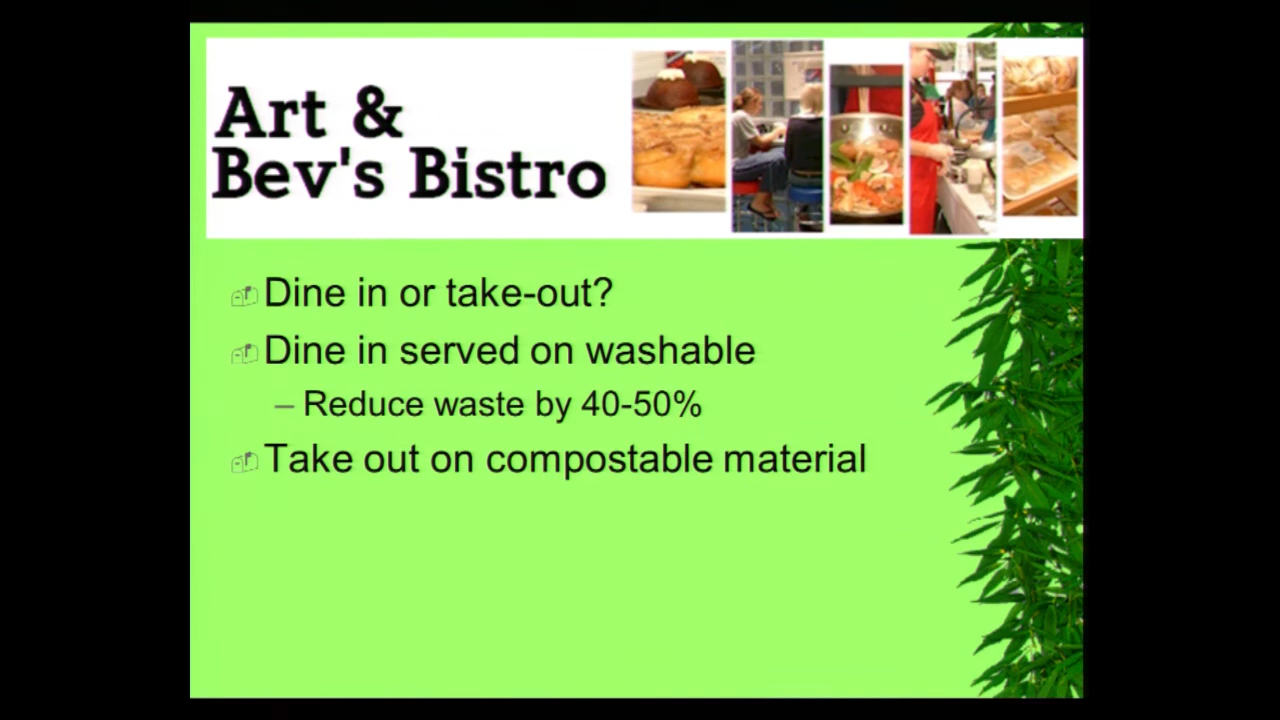 Art &
Bev's Bistro
Dine in or take-out?
Dine in served on washable
– Reduce waste by 40-50%
Take out on compostable material